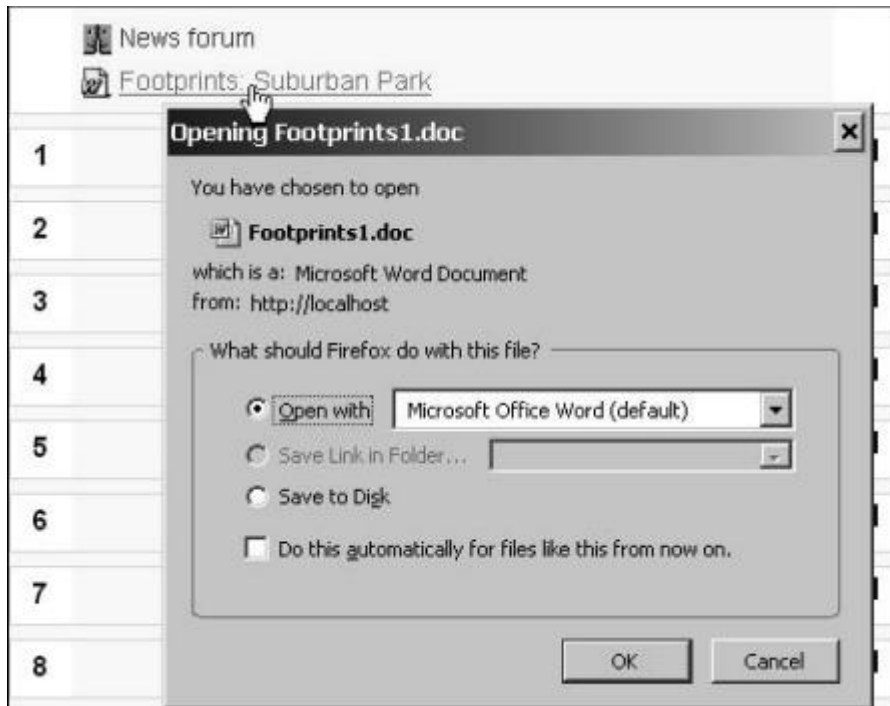 News forum
Footprints: Suburban Park
Opening Footprints1.doc
You have chosen to open
Footprints1.doc
which is a: Microsoft Word Document
from: http://localhost
What should Firefox do with this file?
Open with Microsoft Office Word (default)
Save Link in Folder...
Save to Disk
Do this automatically for files like this from now on.
OK Cancel
1
2
3
4
5
6
7
8